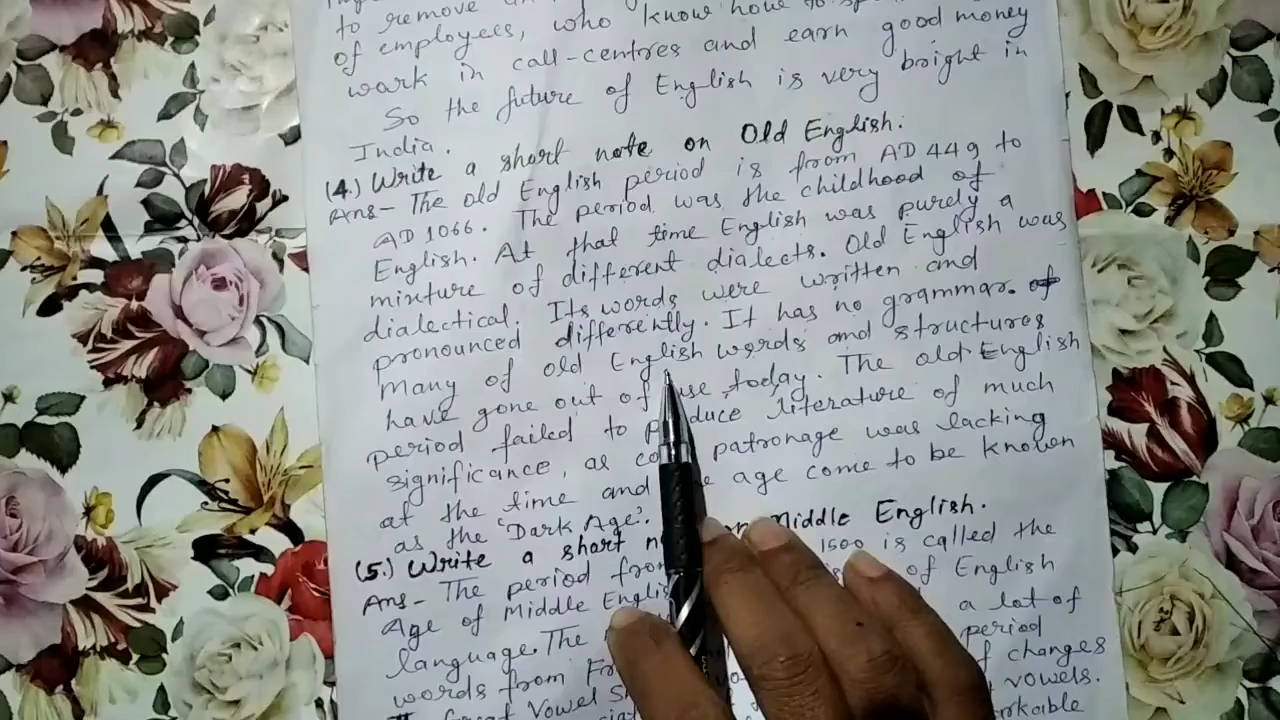 to remove
of employees, who know how to
work in call-centres and earn good money
So the future of English is very bright in
India.
(4.) Write a short note on Old English.
Ans- The old English period is from AD 449 to
AD 1066. The period was the childhood of
English. At that time English was purely a
mixture of different dialects. Old English was
dialectical. Its words were written and
pronounced differently. It has no grammar.
Many of old English words and structures
have gone out of use today. The old English
period failed to produce literature of much
significance, as patronage was lacking
at the time and age come to be known
as the 'Dark Age'.
(5.) Write a short Middle English.
Ans- The period from 1500 is called the
Age of Middle English of English
language. The a lot of
words from period
Great Vowel of changes
vowels.